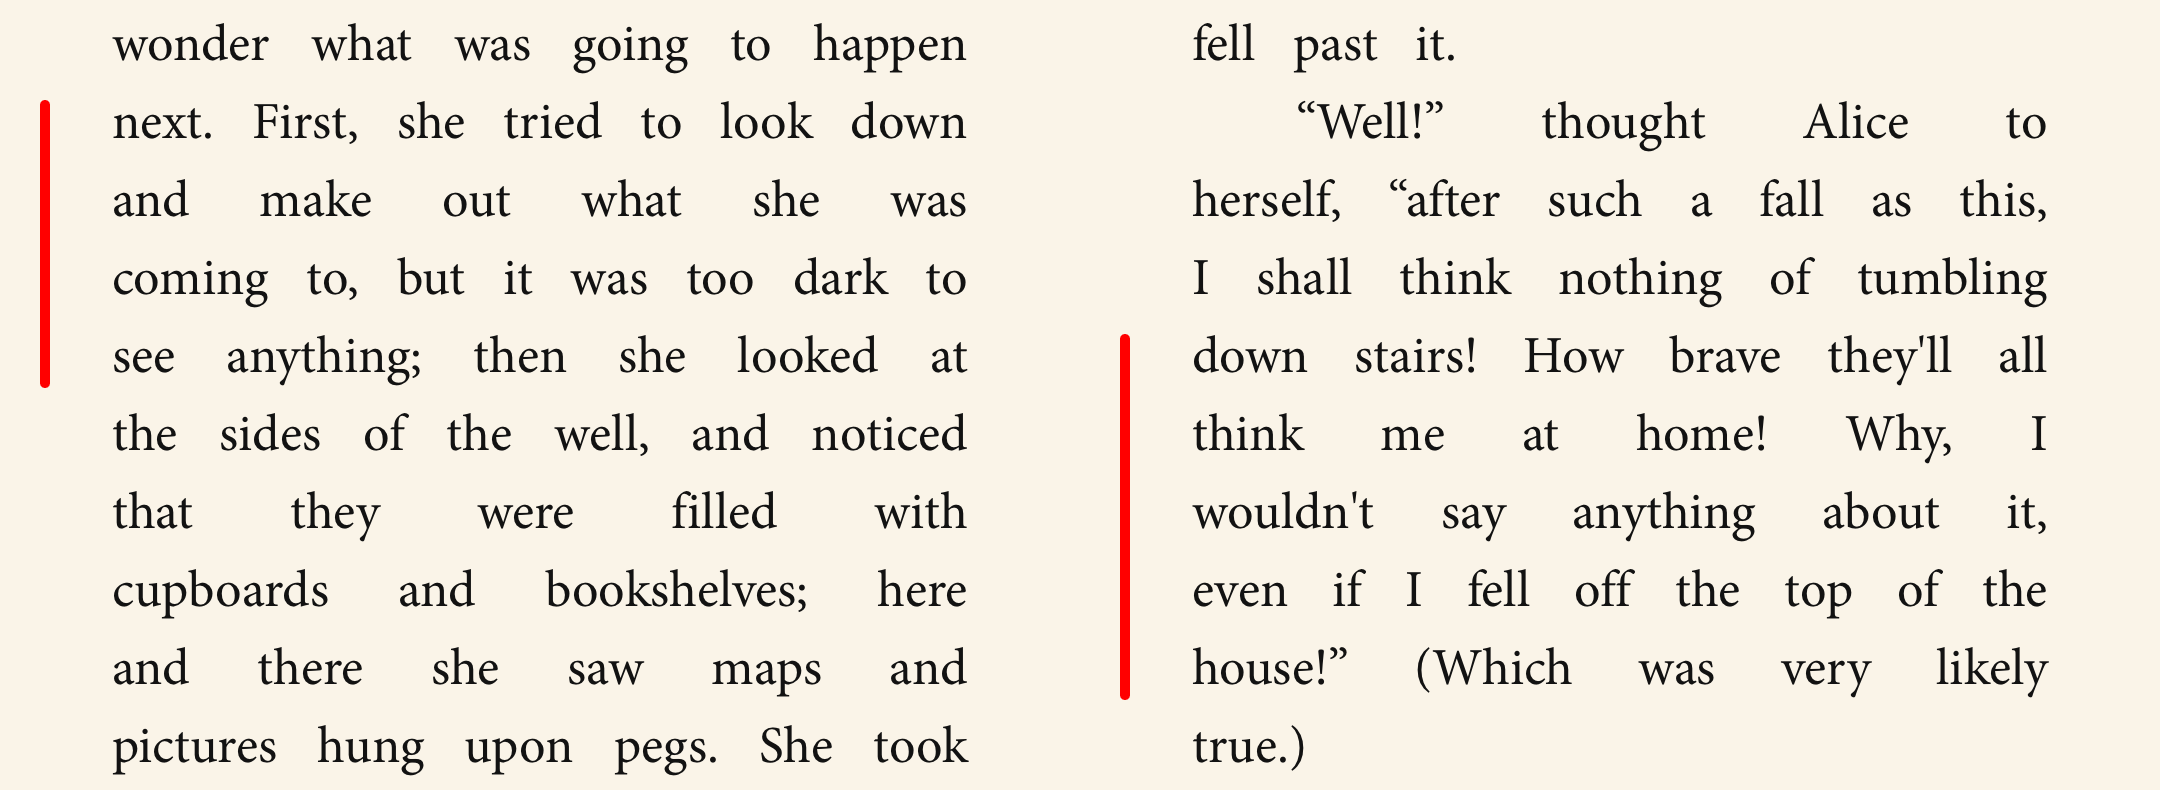 wonder what was going to happen
next. First, she tried to look down
and make out what she was
coming to, but it was too dark to
see anything; then she looked at
the sides of the well, and noticed
that they were filled with
cupboards and bookshelves; here
and there she saw maps and
pictures hung upon pegs. She took
fell past it.
“Well!” thought Alice to
herself, “after such a fall as this,
I shall think nothing of tumbling
down stairs! How brave they'll all
think me at home! Why, I
wouldn't say anything about it,
even if I fell off the top of the
house!” (Which was very likely
true.)